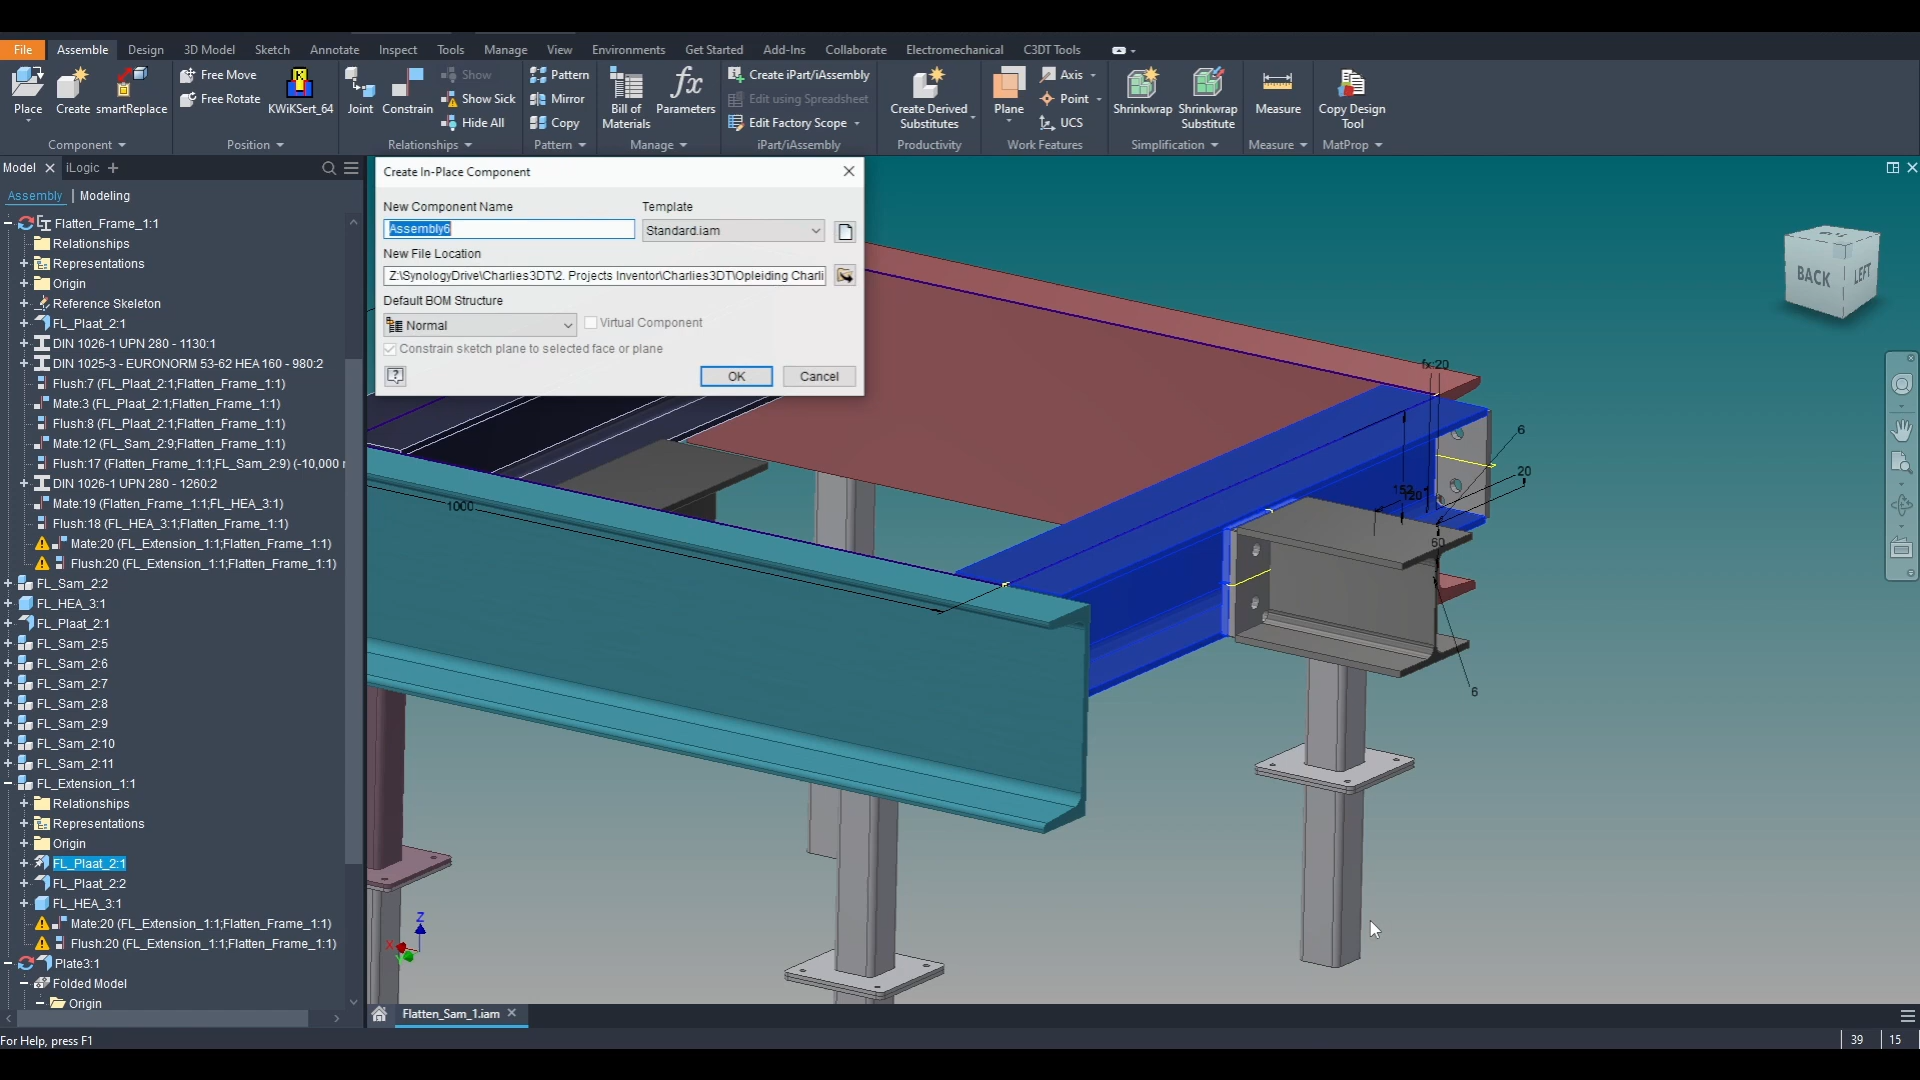 File Assemble Design 3D Model Sketch Annotate Inspect Tools Manage View Environments Get Started Add-Ins Collaborate Electromechanical C3DT Tools
Place Create smartReplace
Free Move
Free Rotate
KWiKSert_64
Joint Constrain
Show
Show Sick
Hide All
Pattern
Mirror
Copy
Bill of Materials
Parameters
Create iPart/iAssembly
Edit using Spreadsheet
Edit Factory Scope
Create Derived Substitutes
Plane
Axis
Point
UCS
Shrinkwrap
Shrinkwrap Substitute
Measure
Copy Design Tool
Component Position Relationships Pattern Manage iPart/iAssembly Productivity Work Features Simplification Measure MatProp
Model iLogic
Assembly | Modeling
Flatten_Frame_1:1
Relationships
Representations
Origin
Reference Skeleton
FL_Plaat_2:1
DIN 1026-1 UPN 280 - 1130:1
DIN 1025-3 - EURONORM 53-62 HEA 160 - 980:2
Flush:7 (FL_Plaat_2:1;Flatten_Frame_1:1)
Mate:3 (FL_Plaat_2:1;Flatten_Frame_1:1)
Flush:8 (FL_Plaat_2:1;Flatten_Frame_1:1)
Mate:12 (FL_Sam_2:9;Flatten_Frame_1:1)
Flush:17 (Flatten_Frame_1:1;FL_Sam_2:9) (-10,000
DIN 1026-1 UPN 280 - 1260:2
Mate:19 (Flatten_Frame_1:1;FL_HEA_3:1)
Flush:18 (FL_HEA_3:1;Flatten_Frame_1:1)
Mate:20 (FL_Extension_1:1;Flatten_Frame_1:1)
Flush:20 (FL_Extension_1:1;Flatten_Frame_1:1)
FL_Sam_2:2
FL_HEA_3:1
FL_Plaat_2:1
FL_Sam_2:5
FL_Sam_2:6
FL_Sam_2:7
FL_Sam_2:8
FL_Sam_2:9
FL_Sam_2:10
FL_Sam_2:11
FL_Extension_1:1
Relationships
Representations
Origin
FL_Plaat_2:1
FL_Plaat_2:2
FL_HEA_3:1
Mate:20 (FL_Extension_1:1;Flatten_Frame_1:1)
Flush:20 (FL_Extension_1:1;Flatten_Frame_1:1)
Plate3:1
Folded Model
Origin
Create In-Place Component
New Component Name Template
Assembly6 Standard.iam
New File Location
Z:\SynologyDrive\Charlies3DT\2. Projects Inventor\Charlies3DT\Opleiding Charli
Default BOM Structure
Normal Virtual Component
Constrain sketch plane to selected face or plane
OK Cancel
BACK LEFT
fx:20
6
20
120
60
1000
6
Z
X
Y
Flatten_Sam_1.iam
For Help, press F1 39 15